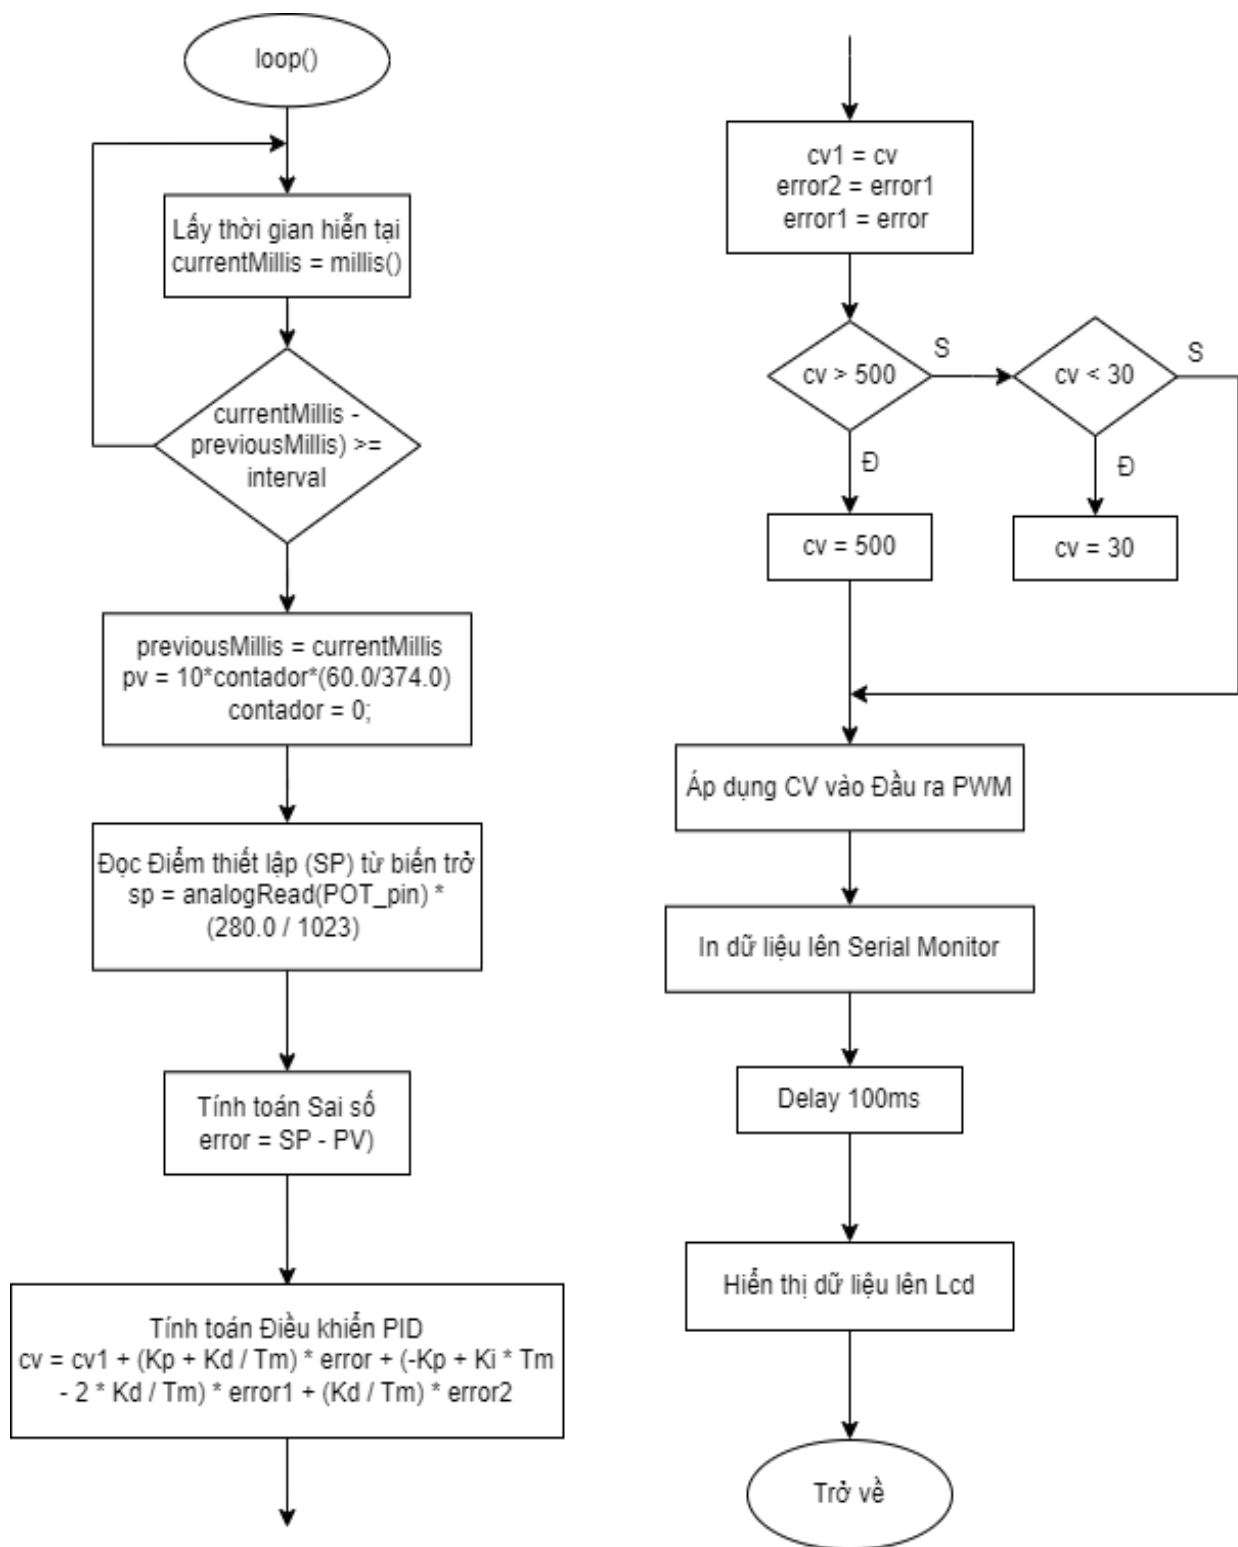 loop()
Lấy thời gian hiễn tại
currentMillis = millis()
currentMillis -
previousMillis) >=
interval
previousMillis = currentMillis
pv = 10*contador*(60.0/374.0)
contador = 0;
Đọc Điểm thiết lập (SP) từ biến trở
sp = analogRead(POT_pin) *
(280.0 / 1023)
Tính toán Sai số
error = SP - PV)
Tính toán Điều khiển PID
cv = cv1 + (Kp + Kd / Tm) * error + (-Kp + Ki * Tm
- 2 * Kd / Tm) * error1 + (Kd / Tm) * error2
cv1 = cv
error2 = error1
error1 = error
cv > 500
S
cv < 30
S
Đ
Đ
cv = 500
cv = 30
Áp dụng CV vào Đầu ra PWM
In dữ liệu lên Serial Monitor
Delay 100ms
Hiển thị dữ liệu lên Lcd
Trở về